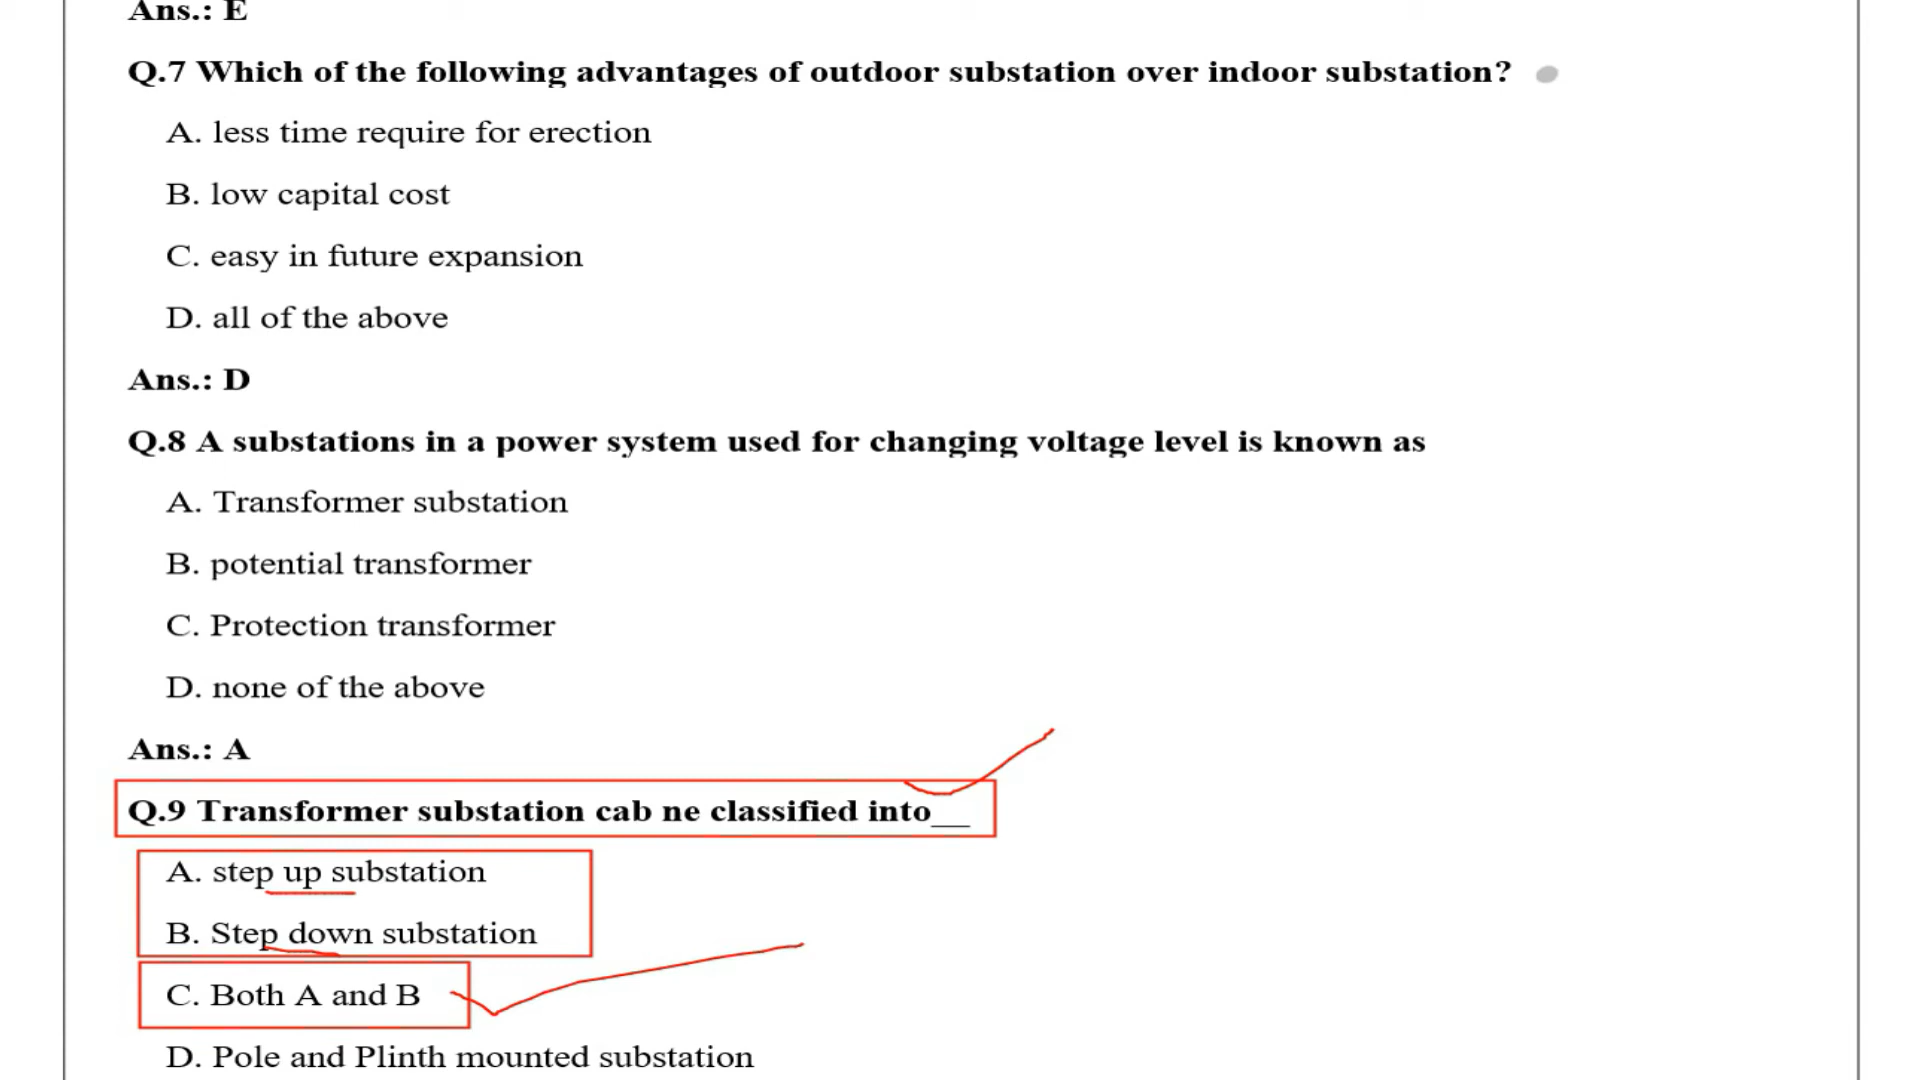 Ans.: E
Q.7 Which of the following advantages of outdoor substation over indoor substation?
A. less time require for erection
B. low capital cost
C. easy in future expansion
D. all of the above
Ans.: D
Q.8 A substations in a power system used for changing voltage level is known as
A. Transformer substation
B. potential transformer
C. Protection transformer
D. none of the above
Ans.: A
Q.9 Transformer substation cab ne classified into__
A. step up substation
B. Step down substation
C. Both A and B
D. Pole and Plinth mounted substation